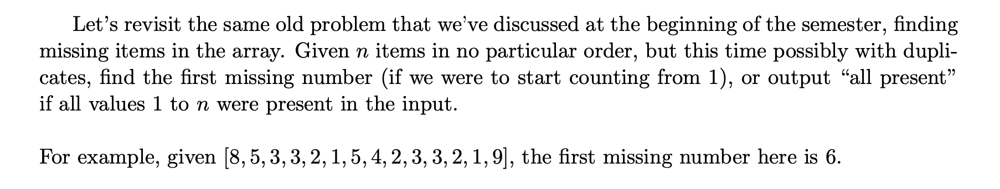 Let’s revisit the same old problem that we’ve discussed at the beginning of the semester, finding
missing items in the array. Given n items in no particular order, but this time possibly with dupli-
cates, find the first missing number (if we were to start counting from 1), or output “all present”
if all values 1 to n were present in the input.
For example, given [8, 5, 3, 3, 2, 1, 5, 4, 2, 3, 3, 2, 1, 9], the first missing number here is 6.